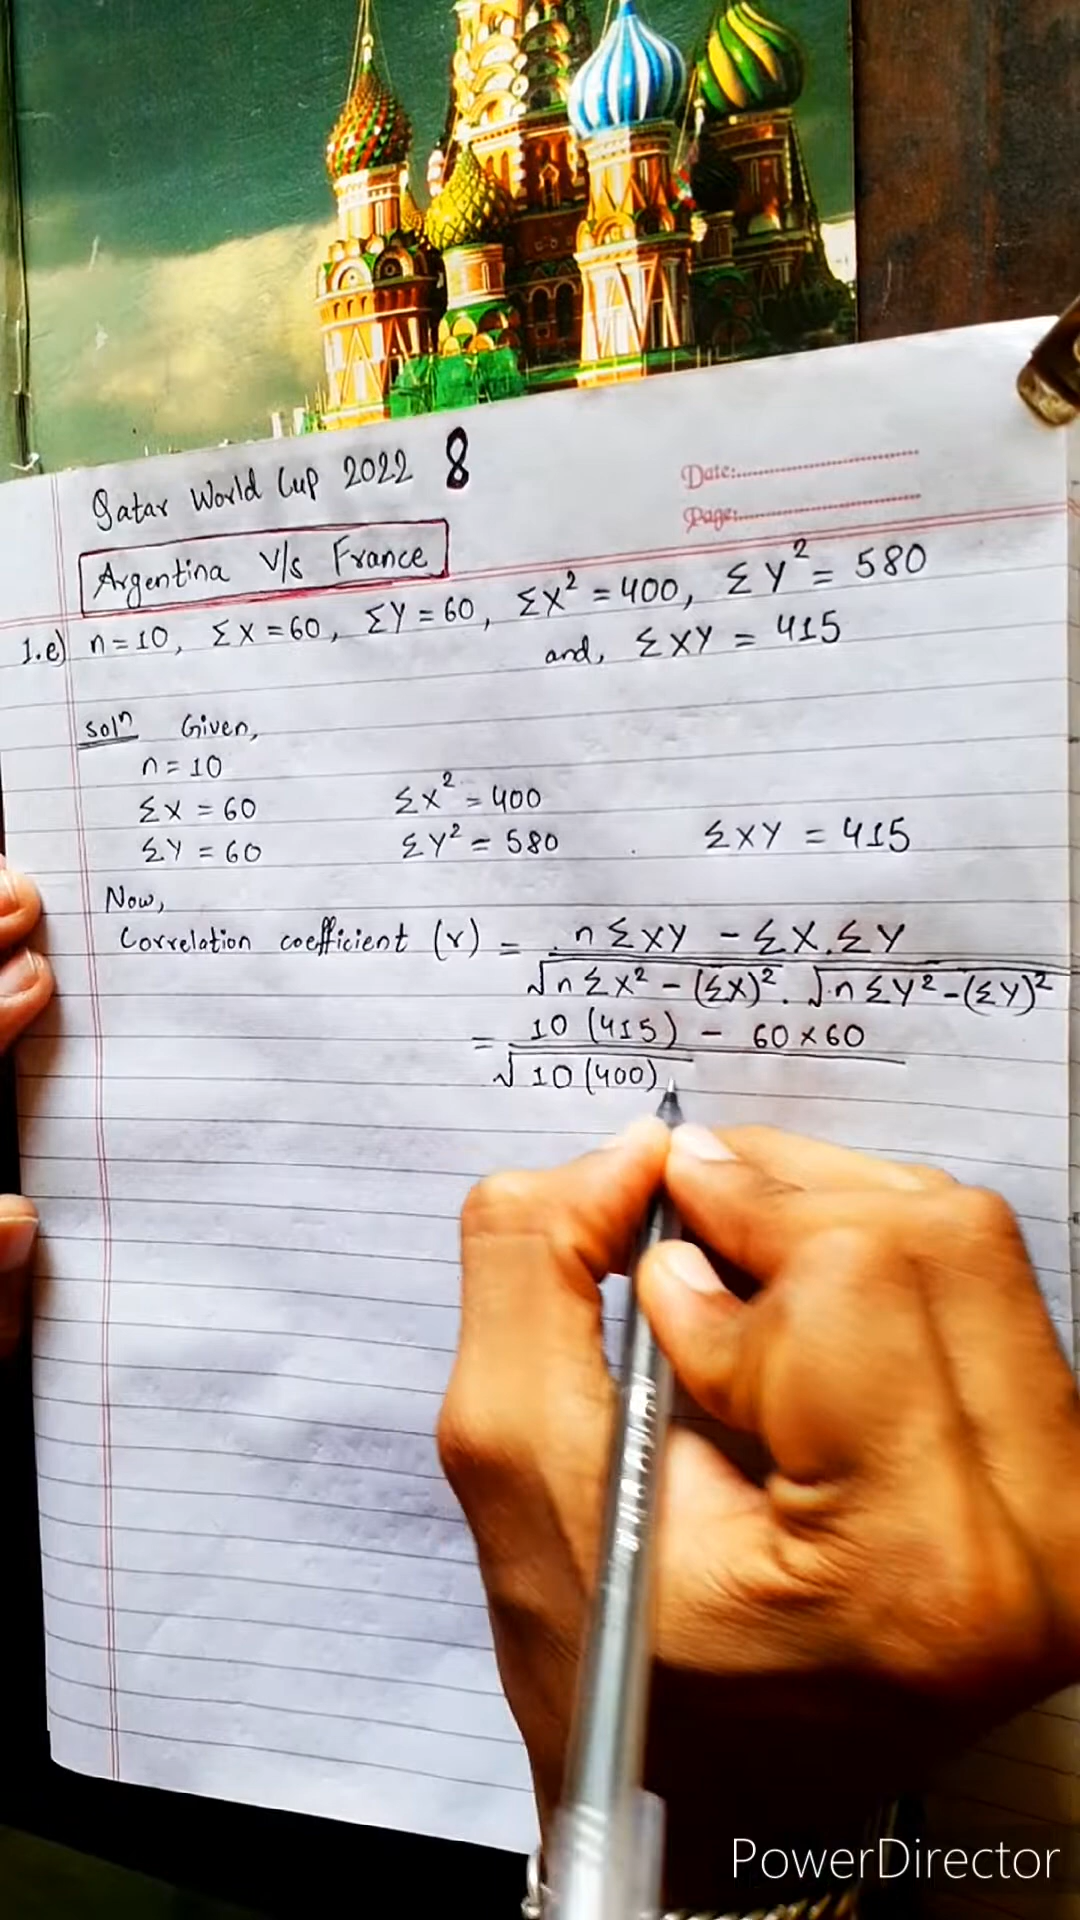 Qatar World Cup 2022 8
Date:
Page:
Argentina V/s France
1.e) n = 10, ΣX = 60, ΣY = 60, ΣX² = 400, ΣY² = 580
and, ΣXY = 415
Solⁿ Given,
n = 10
ΣX = 60 ΣX² = 400
ΣY = 60 ΣY² = 580 ΣXY = 415
Now,
Correlation coefficient (r) = nΣXY - ΣX.ΣY
√nΣX² - (ΣX)² . √nΣY² - (ΣY)²
= 10 (415) - 60 × 60
√10 (400)
PowerDirector